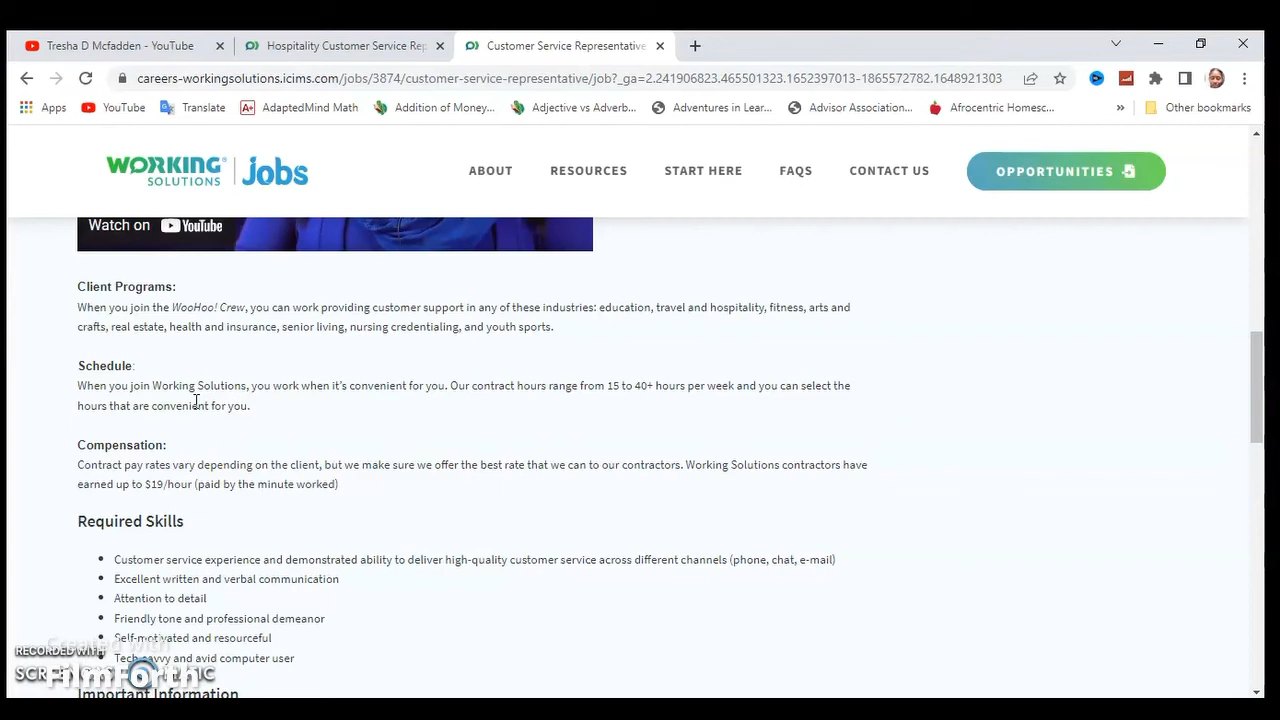 Tresha D Mcfadden - YouTube
Hospitality Customer Service Rep
Customer Service Representative
careers-workingsolutions.icims.com/jobs/3874/customer-service-representative/job?_ga=2.241906823.465501323.1652397013-1865572782.1648921303
Apps YouTube Translate AdaptedMind Math Addition of Money... Adjective vs Adverb... Adventures in Lear... Advisor Association... Afrocentric Homesc... » Other bookmarks
WORKING SOLUTIONS | jobs
ABOUT RESOURCES START HERE FAQS CONTACT US OPPORTUNITIES
Watch on YouTube
Client Programs:
When you join the WooHoo! Crew, you can work providing customer support in any of these industries: education, travel and hospitality, fitness, arts and
crafts, real estate, health and insurance, senior living, nursing credentialing, and youth sports.
Schedule:
When you join Working Solutions, you work when it's convenient for you. Our contract hours range from 15 to 40+ hours per week and you can select the
hours that are convenient for you.
Compensation:
Contract pay rates vary depending on the client, but we make sure we offer the best rate that we can to our contractors. Working Solutions contractors have
earned up to $19/hour (paid by the minute worked)
Required Skills
Customer service experience and demonstrated ability to deliver high-quality customer service across different channels (phone, chat, e-mail)
Excellent written and verbal communication
Attention to detail
Friendly tone and professional demeanor
Self-motivated and resourceful
Tech savvy and avid computer user
Important Information
RECORDED WITH
Created with
FilmForth